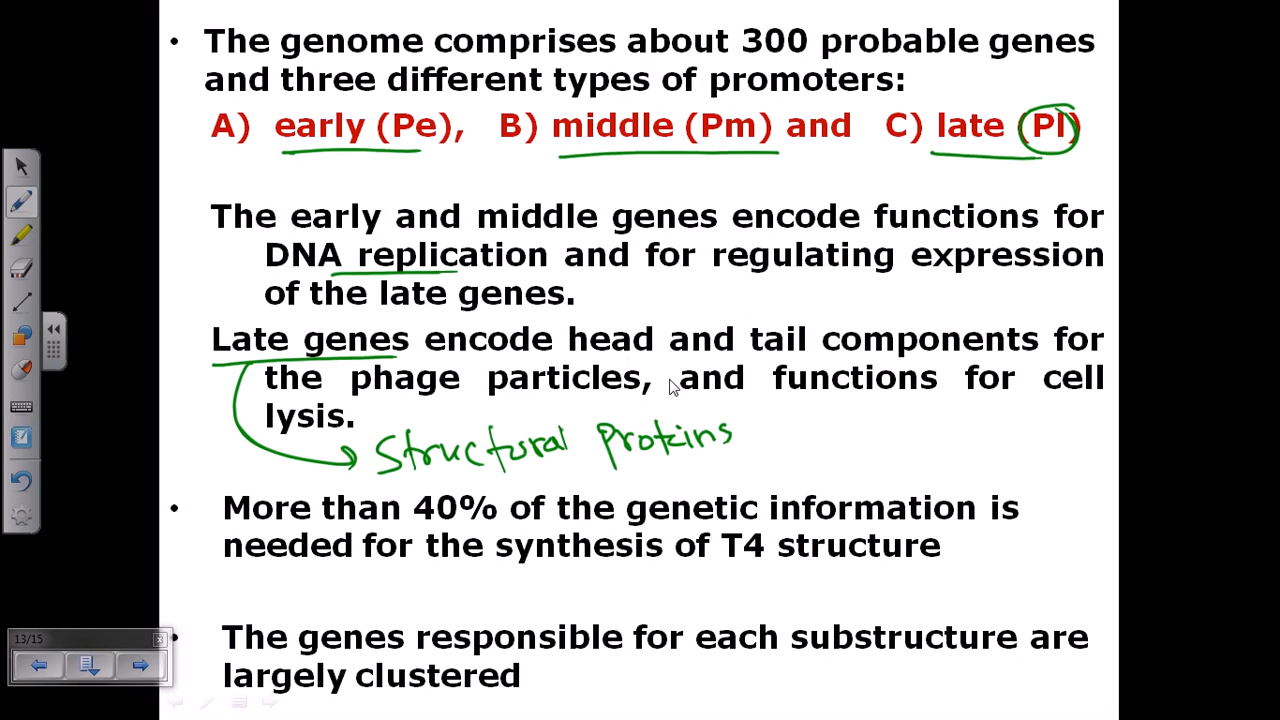 • The genome comprises about 300 probable genes
and three different types of promoters:
A) early (Pe), B) middle (Pm) and C) late (Pl)
The early and middle genes encode functions for
DNA replication and for regulating expression
of the late genes.
Late genes encode head and tail components for
the phage particles, and functions for cell
lysis.
Structural proteins
• More than 40% of the genetic information is
needed for the synthesis of T4 structure
13/15
• The genes responsible for each substructure are
largely clustered